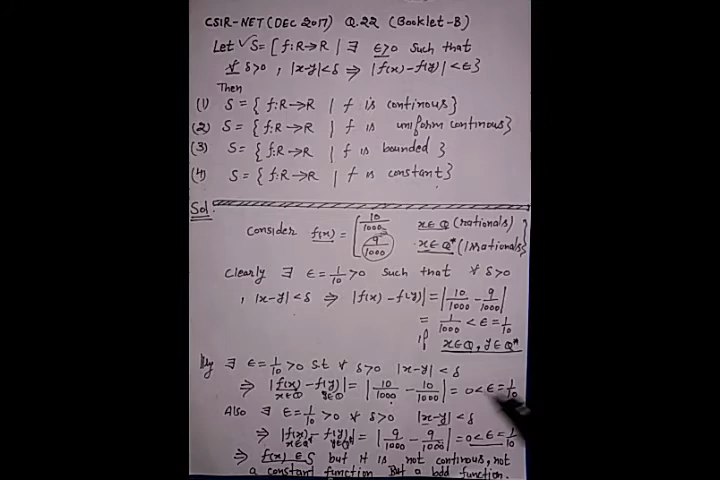 CSIR-NET (DEC 2017) Q.22 (Booklet-B)
Let √ S = { f: R→R | ∃ ε>0 such that
∀ δ>0 , |x-y|<δ ⇒ |f(x)-f(y)|<ε}
Then
(1) S = { f: R→R | f is continous}
(2) S = { f: R→R | f is uniform continous}
(3) S = { f: R→R | f is bounded }
(4) S = { f: R→R | f is constant}
Sol.
Consider f(x) = { 10/1000 x∈Q (rationals)
9/1000 x∈Q* (Irrationals }
Clearly ∃ ε = 1/10 >0 such that ∀ δ>0
, |x-y|<δ ⇒ |f(x)-f(y)| = |10/1000 - 9/1000|
= 1/1000 < ε = 1/10
if x∈Q, y∈Q*
∃ ε = 1/10 >0 s.t ∀ δ>0 |x-y|<δ
⇒ |f(x)-f(y)| = |10/1000 - 10/1000| = 0<ε = 1/10
x∈Q y∈Q
Also ∃ ε = 1/10 >0 ∀ δ>0 |x-y|<δ
⇒ |f(x)-f(y)| = |9/1000 - 9/1000| = 0<ε = 1/10
x∈Q* y∈Q*
⇒ f(x) ∈ S but it is not continous, not
a constant function. But a bdd function.